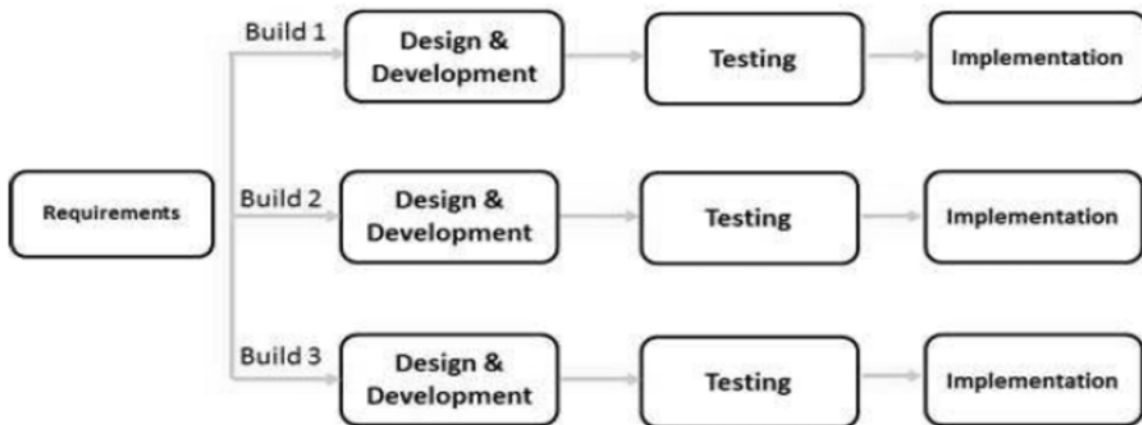 Build 1
Design &
Development
Testing
Implementation
Requirements
Build 2
Design &
Development
Testing
Implementation
Build 3
Design &
Development
Testing
Implementation